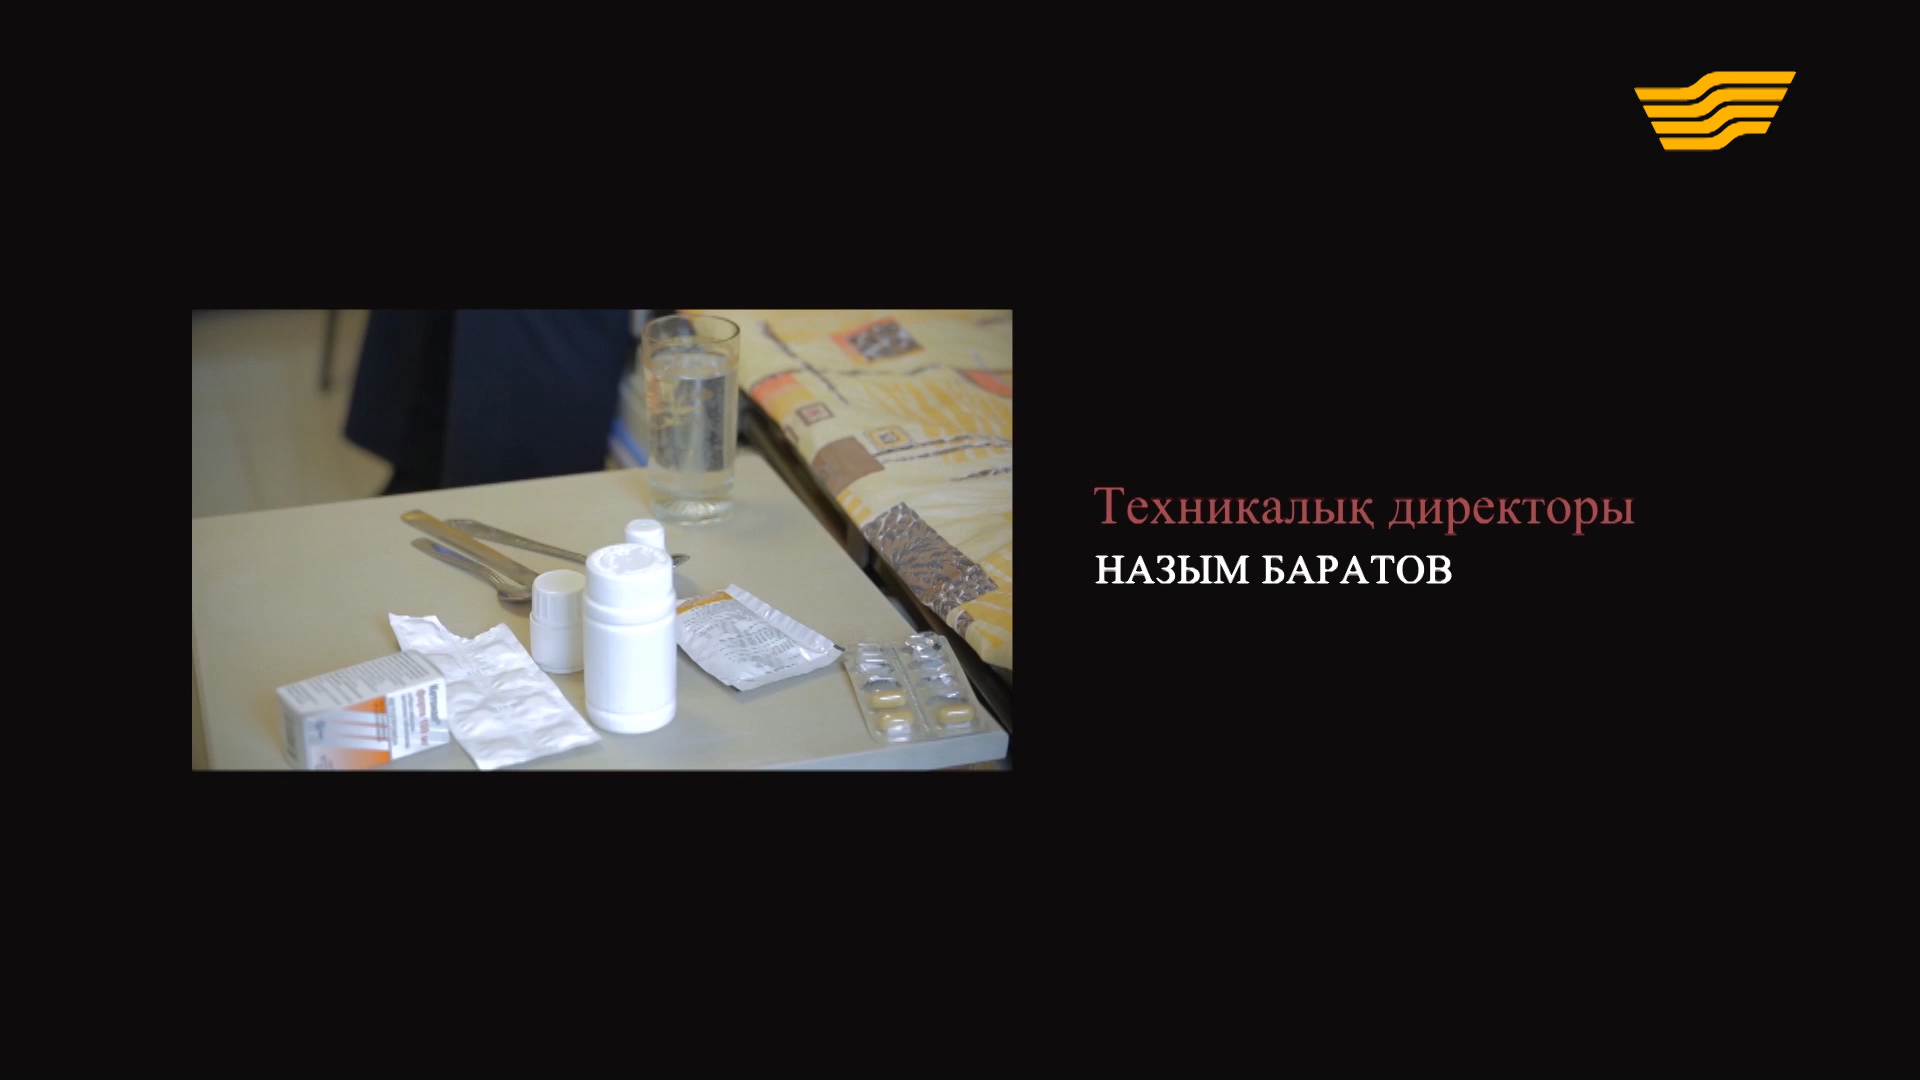 Техникалық директоры
НАЗЫМ БАРАТОВ